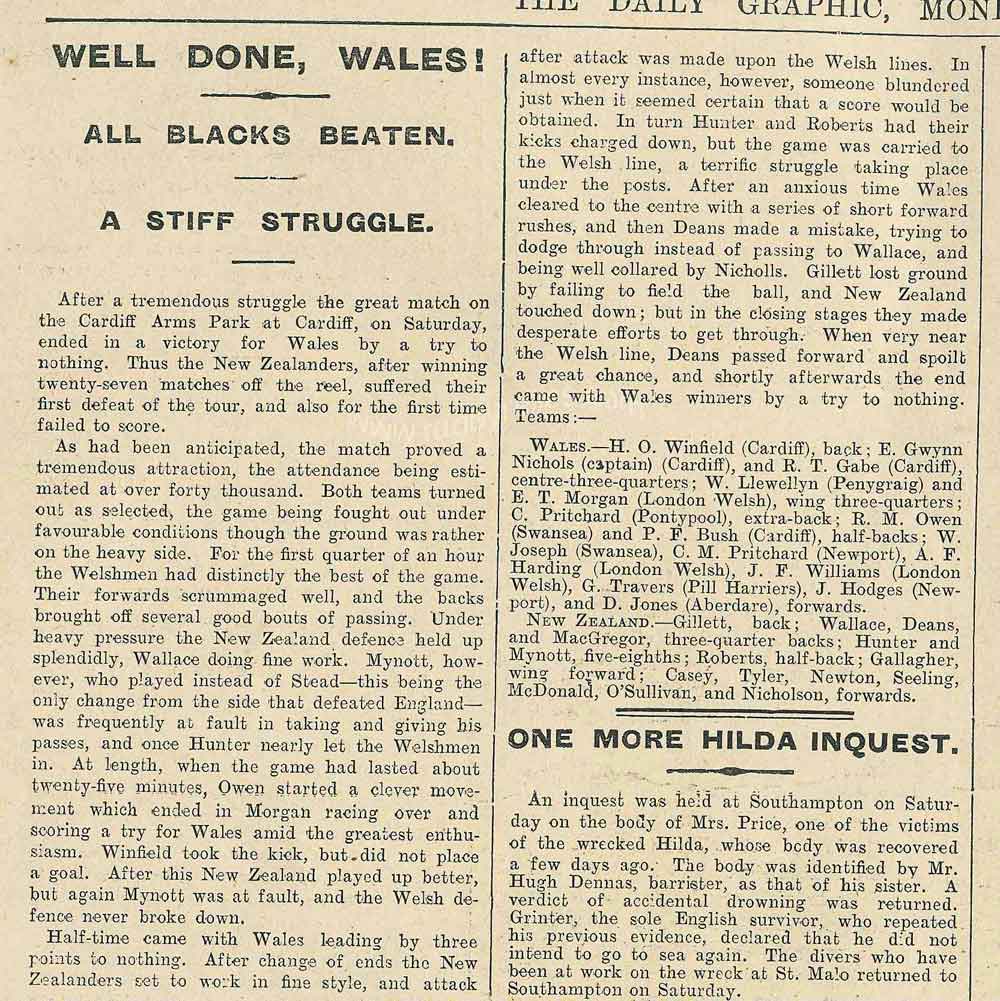 THE DAILY GRAPHIC, MON
WELL DONE, WALES!
ALL BLACKS BEATEN.
A STIFF STRUGGLE.
After a tremendous struggle the great match on
the Cardiff Arms Park at Cardiff, on Saturday,
ended in a victory for Wales by a try to
nothing. Thus the New Zealanders, after winning
twenty-seven matches off the reel, suffered their
first defeat of the tour, and also for the first time
failed to score.
As had been anticipated, the match proved a
tremendous attraction, the attendance being esti-
mated at over forty thousand. Both teams turned
out as selected, the game being fought out under
favourable conditions though the ground was rather
on the heavy side. For the first quarter of an hour
the Welshmen had distinctly the best of the game.
Their forwards scrummaged well, and the backs
brought off several good bouts of passing. Under
heavy pressure the New Zealand defence held up
splendidly, Wallace doing fine work. Mynott, how-
ever, who played instead of Stead—this being the
only change from the side that defeated England—
was frequently at fault in taking and giving his
passes, and once Hunter nearly let the Welshmen
in. At length, when the game had lasted about
twenty-five minutes, Owen started a clever move-
ment which ended in Morgan racing over and
scoring a try for Wales amid the greatest enthu-
siasm. Winfield took the kick, but did not place
a goal. After this New Zealand played up better,
but again Mynott was at fault, and the Welsh de-
fence never broke down.
Half-time came with Wales leading by three
points to nothing. After change of ends the New
Zealanders set to work in fine style, and attack
after attack was made upon the Welsh lines. In
almost every instance, however, someone blundered
just when it seemed certain that a score would be
obtained. In turn Hunter and Roberts had their
kicks charged down, but the game was carried to
the Welsh line, a terrific struggle taking place
under the posts. After an anxious time Wales
cleared to the centre with a series of short forward
rushes, and then Deans made a mistake, trying to
dodge through instead of passing to Wallace, and
being well collared by Nicholls. Gillett lost ground
by failing to field the ball, and New Zealand
touched down; but in the closing stages they made
desperate efforts to get through. When very near
the Welsh line, Deans passed forward and spoilt
a great chance, and shortly afterwards the end
came with Wales winners by a try to nothing.
Teams:—
WALES.—H. O. Winfield (Cardiff), back; E. Gwynn
Nichols (captain) (Cardiff), and R. T. Gabe (Cardiff),
centre-three-quarters; W. Llewellyn (Penygraig) and
E. T. Morgan (London Welsh), wing three-quarters;
C. Pritchard (Pontypool), extra-back; R. M. Owen
(Swansea) and P. F. Bush (Cardiff), half-backs; W.
Joseph (Swansea), C. M. Pritchard (Newport), A. F.
Harding (London Welsh), J. F. Williams (London
Welsh), G. Travers (Pill Harriers), J. Hodges (New-
port), and D. Jones (Aberdare), forwards.
NEW ZEALAND.—Gillett, back; Wallace, Deans,
and MacGregor, three-quarter backs; Hunter and
Mynott, five-eighths; Roberts, half-back; Gallagher,
wing forward; Casey, Tyler, Newton, Seeling,
McDonald, O'Sullivan, and Nicholson, forwards.
ONE MORE HILDA INQUEST.
An inquest was held at Southampton on Satur-
day on the body of Mrs. Price, one of the victims
of the wrecked Hilda, whose body was recovered
a few days ago. The body was identified by Mr.
Hugh Dennas, barrister, as that of his sister. A
verdict of accidental drowning was returned.
Grinter, the sole English survivor, who repeated
his previous evidence, declared that he did not
intend to go to sea again. The divers who have
been at work on the wreck at St. Malo returned to
Southampton on Saturday.